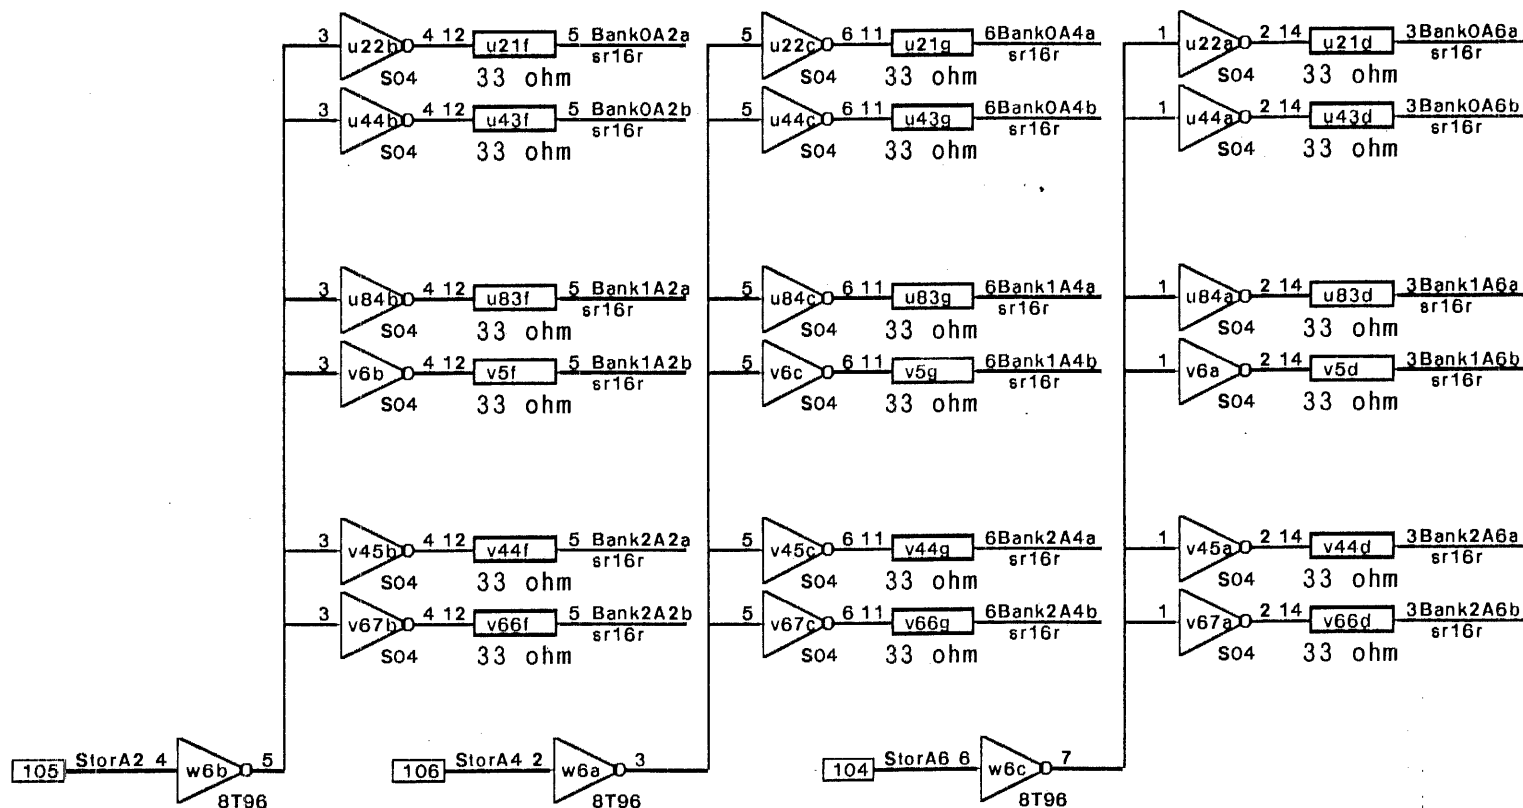 3 u22b 4 12 u21f 5 Bank0A2a 5 u22c 6 11 u21g 6Bank0A4a 1 u22a 2 14 u21d 3Bank0A6a
S04 33 ohm sr16r S04 33 ohm sr16r S04 33 ohm sr16r
3 u44b 4 12 u43f 5 Bank0A2b 5 u44c 6 11 u43g 6Bank0A4b 1 u44a 2 14 u43d 3Bank0A6b
S04 33 ohm sr16r S04 33 ohm sr16r S04 33 ohm sr16r
3 u84b 4 12 u83f 5 Bank1A2a 5 u84c 6 11 u83g 6Bank1A4a 1 u84a 2 14 u83d 3Bank1A6a
S04 33 ohm sr16r S04 33 ohm sr16r S04 33 ohm sr16r
3 v6b 4 12 v5f 5 Bank1A2b 5 v6c 6 11 v5g 6Bank1A4b 1 v6a 2 14 v5d 3Bank1A6b
S04 33 ohm sr16r S04 33 ohm sr16r S04 33 ohm sr16r
3 v45b 4 12 v44f 5 Bank2A2a 5 v45c 6 11 v44g 6Bank2A4a 1 v45a 2 14 v44d 3Bank2A6a
S04 33 ohm sr16r S04 33 ohm sr16r S04 33 ohm sr16r
3 v67b 4 12 v66f 5 Bank2A2b 5 v67c 6 11 v66g 6Bank2A4b 1 v67a 2 14 v66d 3Bank2A6b
S04 33 ohm sr16r S04 33 ohm sr16r S04 33 ohm sr16r
105 StorA2 4 w6b 5 106 StorA4 2 w6a 3 104 StorA6 6 w6c 7
8T96 8T96 8T96